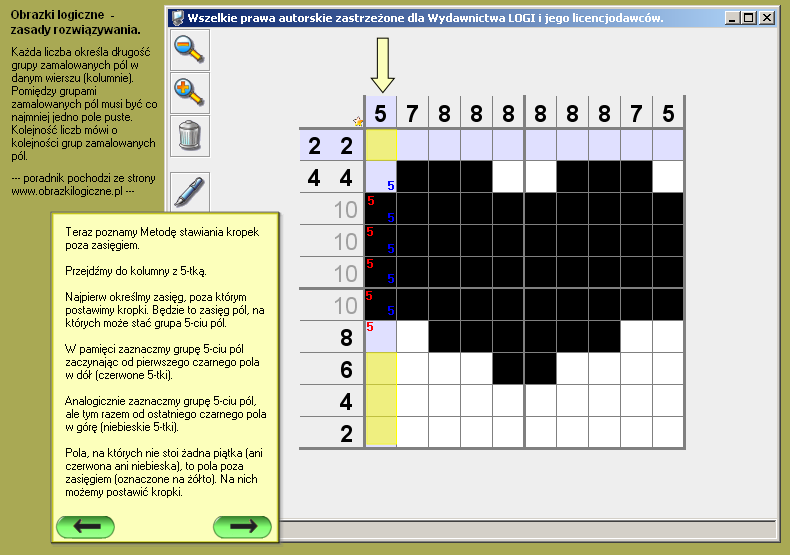 Obrazki logiczne -
zasady rozwiązywania.
Każda liczba określa długość
grupy zamalowanych pól w
danym wierszu (kolumnie).
Pomiędzy grupami
zamalowanych pól musi być co
najmniej jedno pole puste.
Kolejność liczb mówi o
kolejności grup zamalowanych
pól.
--- poradnik pochodzi ze strony
www.obrazkilogiczne.pl ---
Wszelkie prawa autorskie zastrzeżone dla Wydawnictwa LOGI i jego licencjodawców.
5 7 8 8 8 8 8 8 7 5
2 2
4 4 5
10 5 5
10 5 5
10 5 5
10 5 5
8 5
6
4
2
Teraz poznamy Metodę stawiania kropek
poza zasięgiem.
Przejdźmy do kolumny z 5-tką.
Najpierw określmy zasięg, poza którym
postawimy kropki. Będzie to zasięg pól, na
których może stać grupa 5-ciu pól.
W pamięci zaznaczmy grupę 5-ciu pól
zaczynając od pierwszego czarnego pola
w dół (czerwone 5-tki).
Analogicznie zaznaczmy grupę 5-ciu pól,
ale tym razem od ostatniego czarnego pola
w górę (niebieskie 5-tki).
Pola, na których nie stoi żadna piątka (ani
czerwona ani niebieska), to pola poza
zasięgiem (oznaczone na żółto). Na nich
możemy postawić kropki.